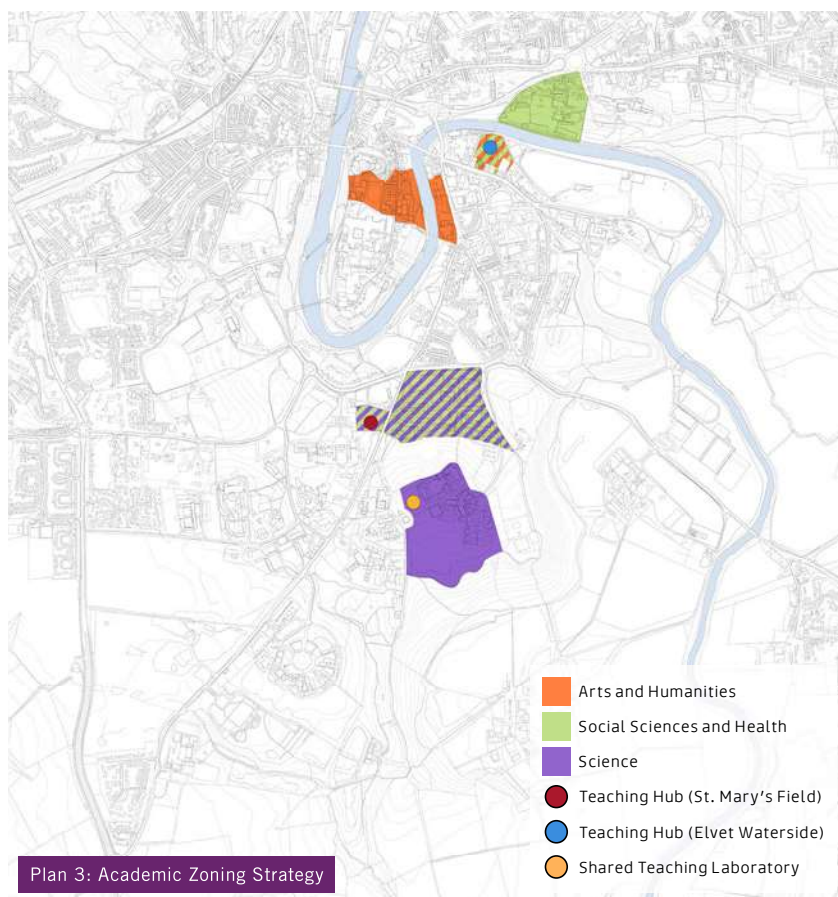 Arts and Humanities
Social Sciences and Health
Science
Teaching Hub (St. Mary's Field)
Teaching Hub (Elvet Waterside)
Shared Teaching Laboratory
Plan 3: Academic Zoning Strategy